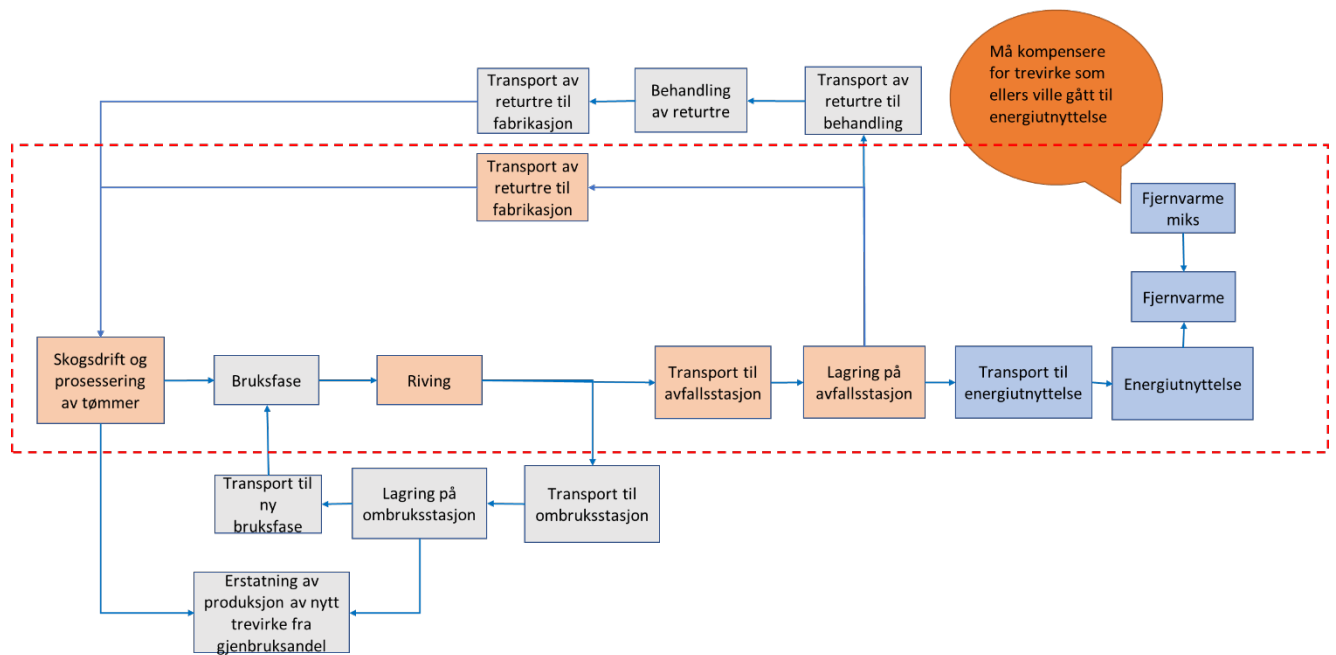 Må kompensere
for trevirke som
ellers ville gått til
energiutnyttelse
Transport av
returtre til
fabrikasjon
Behandling
av returtre
Transport av
returtre til
behandling
Transport av
returtre til
fabrikasjon
Fjernvarme
miks
Fjernvarme
Skogsdrift og
prosessering
av tømmer
Bruksfase
Riving
Transport til
avfallsstasjon
Lagring på
avfallsstasjon
Transport til
energiutnyttelse
Energiutnyttelse
Transport til
ny
bruksfase
Lagring på
ombruksstasjon
Transport til
ombruksstasjon
Erstatning av
produksjon av nytt
trevirke fra
gjenbruksandel